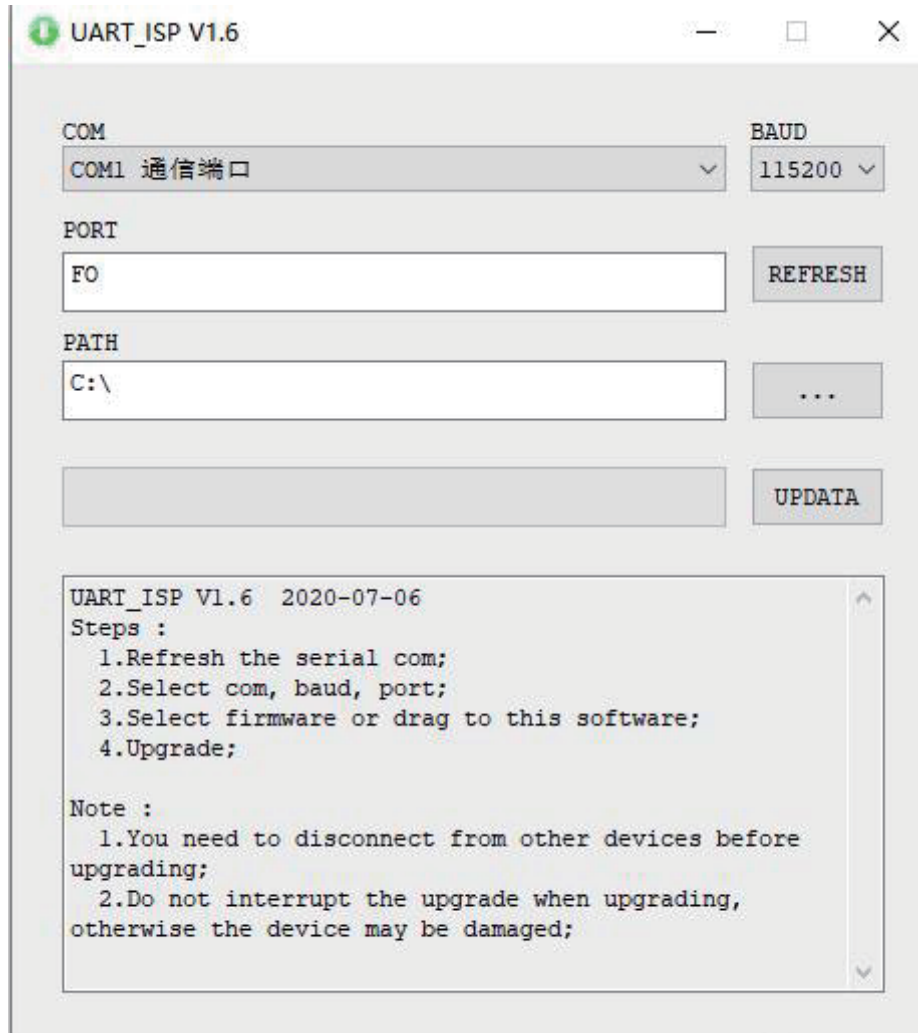 UART_ISP V1.6
COM
BAUD
COM1 通信端口
115200
PORT
FO
REFRESH
PATH
C:\
...
UPDATA
UART_ISP V1.6  2020-07-06
Steps :
1.Refresh the serial com;
2.Select com, baud, port;
3.Select firmware or drag to this software;
4.Upgrade;
Note :
1.You need to disconnect from other devices before
upgrading;
2.Do not interrupt the upgrade when upgrading,
otherwise the device may be damaged;